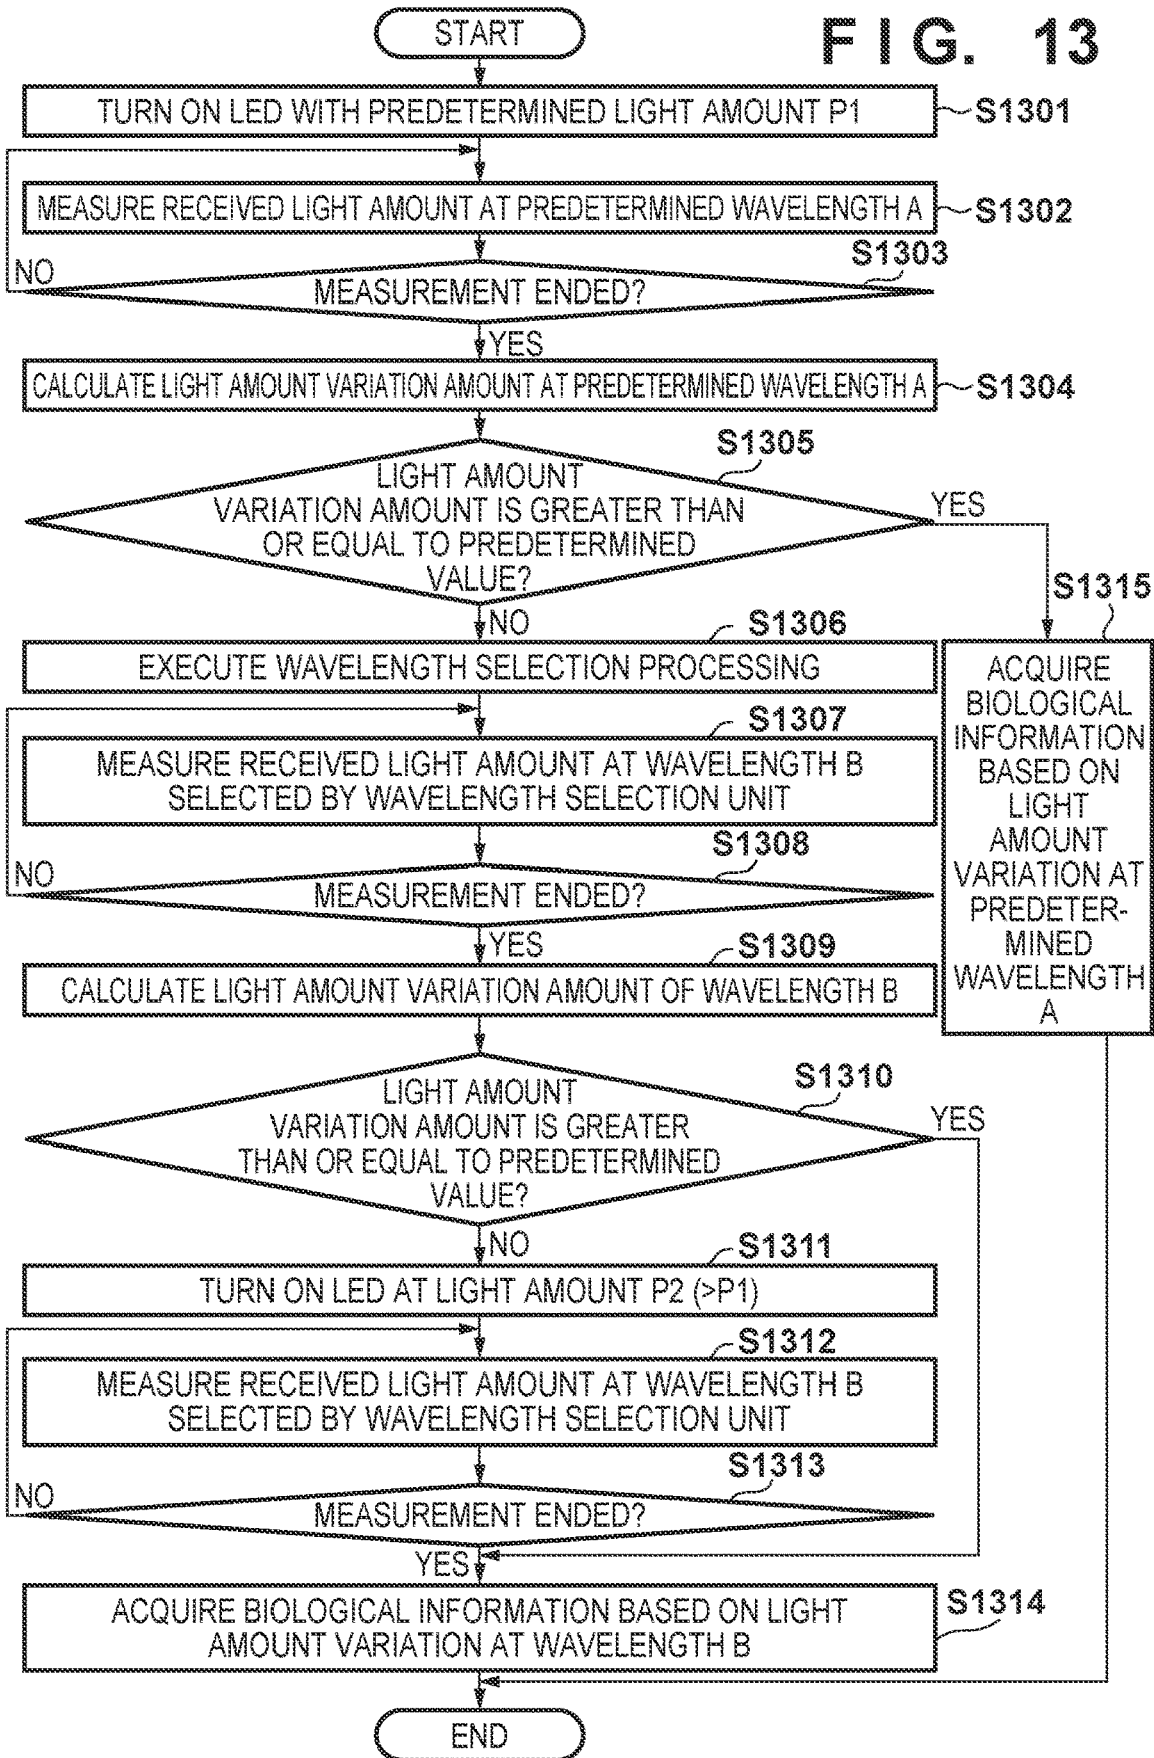 FIG. 13
START
TURN ON LED WITH PREDETERMINED LIGHT AMOUNT P1
S1301
MEASURE RECEIVED LIGHT AMOUNT AT PREDETERMINED WAVELENGTH A
S1302
S1303
NO
MEASUREMENT ENDED?
YES
CALCULATE LIGHT AMOUNT VARIATION AMOUNT AT PREDETERMINED WAVELENGTH A
S1304
S1305
LIGHT AMOUNT
VARIATION AMOUNT IS GREATER THAN
OR EQUAL TO PREDETERMINED
VALUE?
YES
NO
S1306
EXECUTE WAVELENGTH SELECTION PROCESSING
S1315
ACQUIRE
BIOLOGICAL
INFORMATION
BASED ON
LIGHT
AMOUNT
VARIATION AT
PREDETER-
MINED
WAVELENGTH
A
S1307
MEASURE RECEIVED LIGHT AMOUNT AT WAVELENGTH B
SELECTED BY WAVELENGTH SELECTION UNIT
S1308
NO
MEASUREMENT ENDED?
YES
S1309
CALCULATE LIGHT AMOUNT VARIATION AMOUNT OF WAVELENGTH B
S1310
LIGHT AMOUNT
VARIATION AMOUNT IS GREATER
THAN OR EQUAL TO PREDETERMINED
VALUE?
YES
NO
S1311
TURN ON LED AT LIGHT AMOUNT P2 (>P1)
S1312
MEASURE RECEIVED LIGHT AMOUNT AT WAVELENGTH B
SELECTED BY WAVELENGTH SELECTION UNIT
S1313
NO
MEASUREMENT ENDED?
YES
S1314
ACQUIRE BIOLOGICAL INFORMATION BASED ON LIGHT
AMOUNT VARIATION AT WAVELENGTH B
END